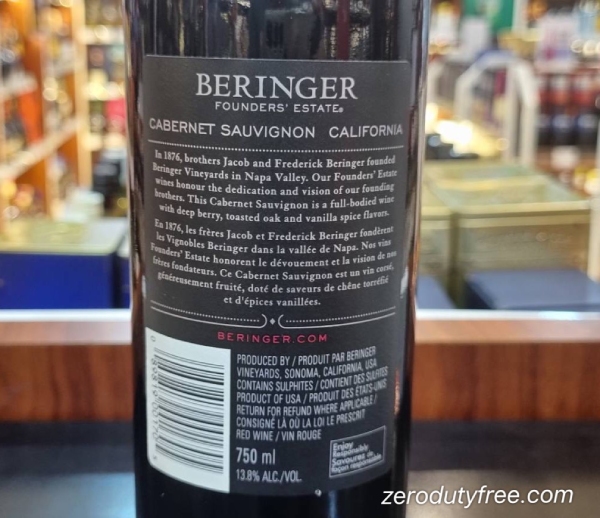 BERINGER
FOUNDERS' ESTATE®
CABERNET SAUVIGNON CALIFORNIA
In 1876, brothers Jacob and Frederick Beringer founded
Beringer Vineyards in Napa Valley. Our Founders' Estate
wines honour the dedication and vision of our founding
brothers. This Cabernet Sauvignon is a full-bodied wine
with deep berry, toasted oak and vanilla spice flavors.
En 1876, les frères Jacob et Frederick Beringer fondèrent
les Vignobles Beringer dans la vallée de Napa. Nos vins
Founders' Estate honorent le dévouement et la vision de nos
frères fondateurs. Ce Cabernet Sauvignon est un vin corsé,
généreusement fruité, doté de saveurs de chêne torréfié
et d'épices vanillées.
BERINGER.COM
PRODUCED BY / PRODUIT PAR BERINGER
VINEYARDS, SONOMA, CALIFORNIA, USA
CONTAINS SULPHITES / CONTIENT DES SULFITES
PRODUCT OF USA / PRODUIT DES ÉTATS-UNIS
RETURN FOR REFUND WHERE APPLICABLE /
CONSIGNÉ LÀ OÙ LA LOI LE PRESCRIT
RED WINE / VIN ROUGE
750 ml
13.8% ALC./VOL.
Enjoy
Responsibly
Savourez de
façon responsable
zerodutyfree.com